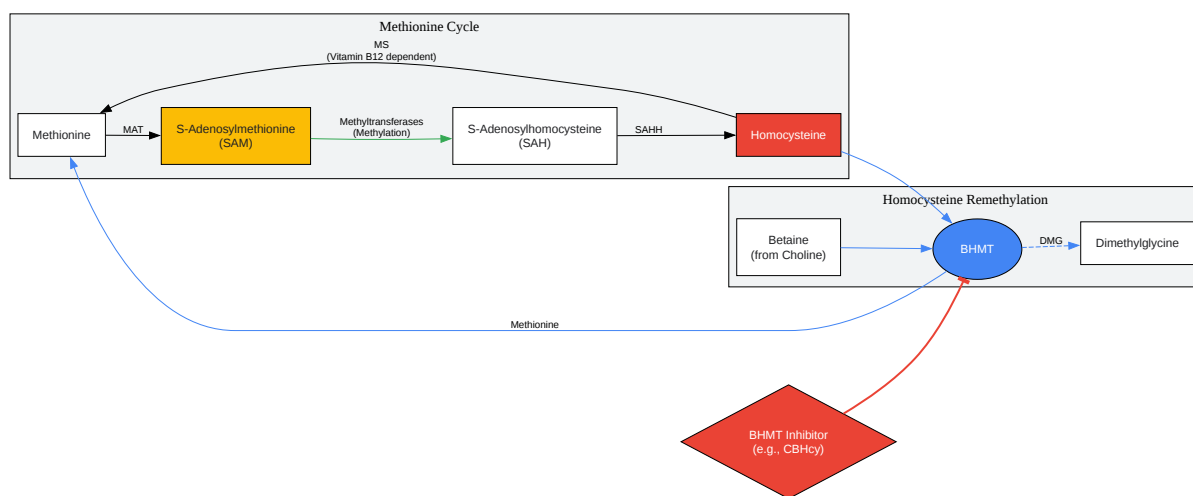 Methionine Cycle
MS
(Vitamin B12 dependent)
Methionine
MAT
S-Adenosylmethionine
(SAM)
Methyltransferases
(Methylation)
S-Adenosylhomocysteine
(SAH)
SAHH
Homocysteine
Homocysteine Remethylation
Betaine
(from Choline)
BHMT
DMG
Dimethylglycine
Methionine
BHMT Inhibitor
(e.g., CBHcy)